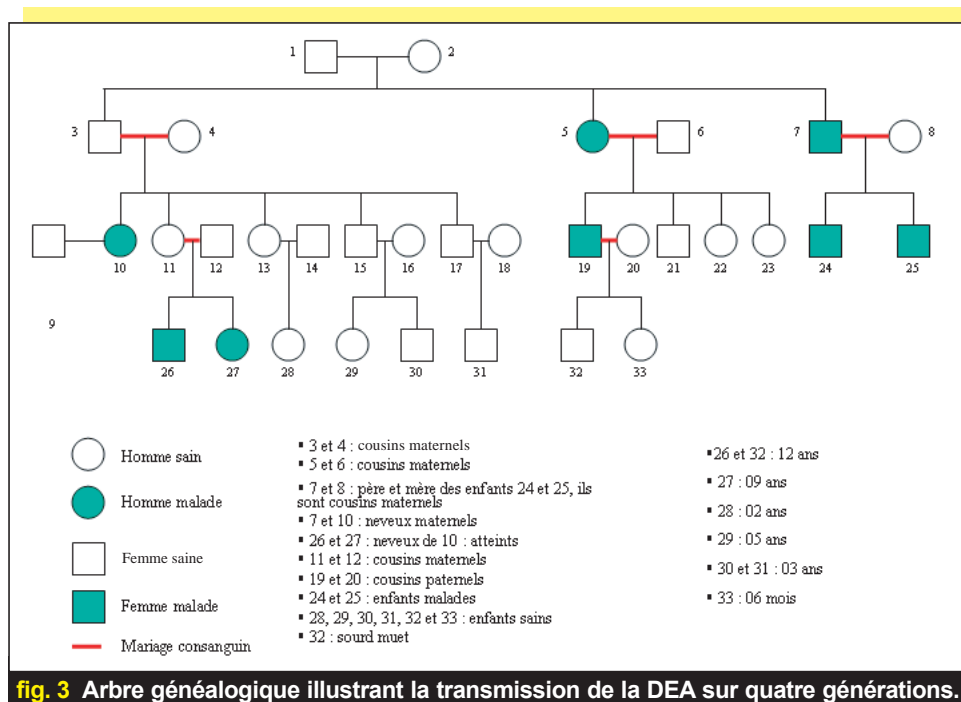 1
2
3
4
5
6
7
8
10
11
12
13
14
15
16
17
18
19
20
21
22
23
24
25
9
26
27
28
29
30
31
32
33
Homme sain
Homme malade
Femme saine
Femme malade
Mariage consanguin
▪ 3 et 4 : cousins maternels
▪ 5 et 6 : cousins maternels
▪ 7 et 8 : père et mère des enfants 24 et 25, ils
sont cousins maternels
▪ 7 et 10 : neveux maternels
▪ 26 et 27 : neveux de 10 : atteints
▪ 11 et 12 : cousins maternels
▪ 19 et 20 : cousins paternels
▪ 24 et 25 : enfants malades
▪ 28, 29, 30, 31, 32 et 33 : enfants sains
▪ 32 : sourd muet
▪26 et 32 : 12 ans
▪ 27 : 09 ans
▪ 28 : 02 ans
▪ 29 : 05 ans
▪ 30 et 31 : 03 ans
▪ 33 : 06 mois
fig. 3 Arbre généalogique illustrant la transmission de la DEA sur quatre générations.